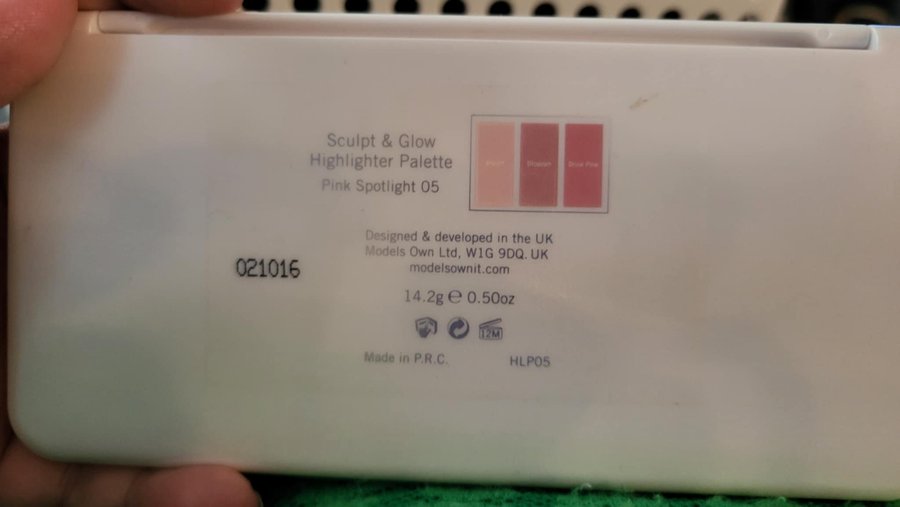 Sculpt & Glow
Highlighter Palette
Pink Spotlight 05
Blossom
Designed & developed in the UK
Models Own Ltd, W1G 9DQ. UK
modelsownit.com
021016
14.2g ℮ 0.50oz
12M
Made in P.R.C.
HLP05